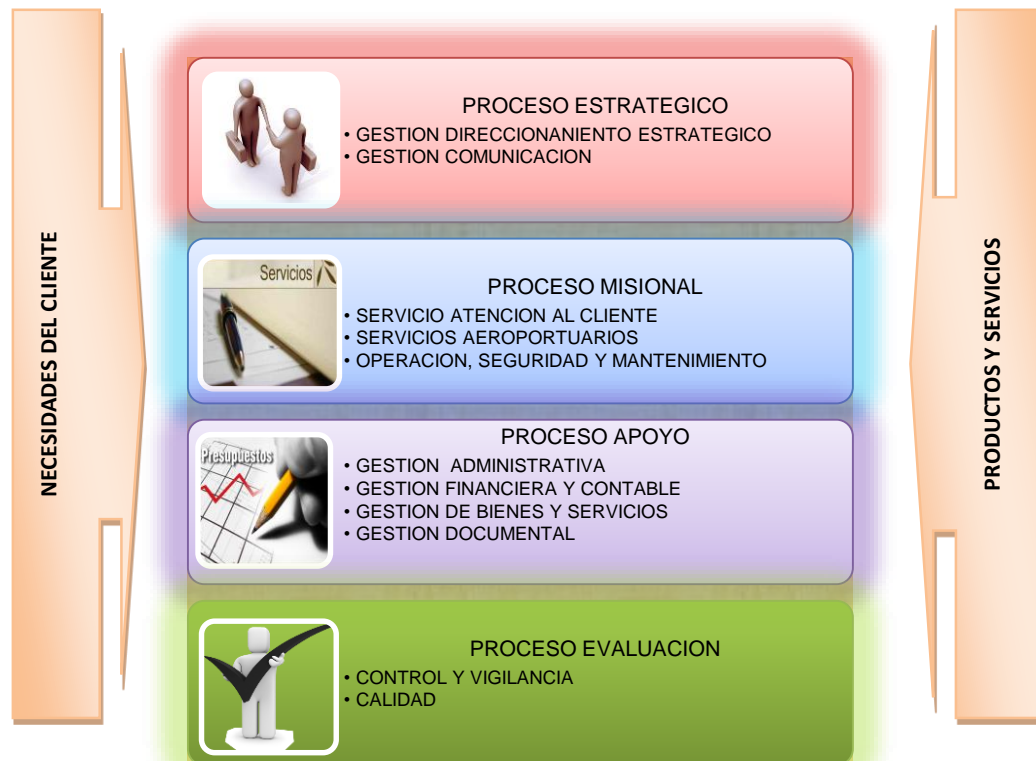 NECESIDADES DEL CLIENTE
PROCESO ESTRATEGICO
• GESTION DIRECCIONANIENTO ESTRATEGICO
• GESTION COMUNICACION
Servicios
PROCESO MISIONAL
• SERVICIO ATENCION AL CLIENTE
• SERVICIOS AEROPORTUARIOS
• OPERACION, SEGURIDAD Y MANTENIMIENTO
Presupuestos
PROCESO APOYO
• GESTION ADMINISTRATIVA
• GESTION FINANCIERA Y CONTABLE
• GESTION DE BIENES Y SERVICIOS
• GESTION DOCUMENTAL
PROCESO EVALUACION
• CONTROL Y VIGILANCIA
• CALIDAD
PRODUCTOS Y SERVICIOS